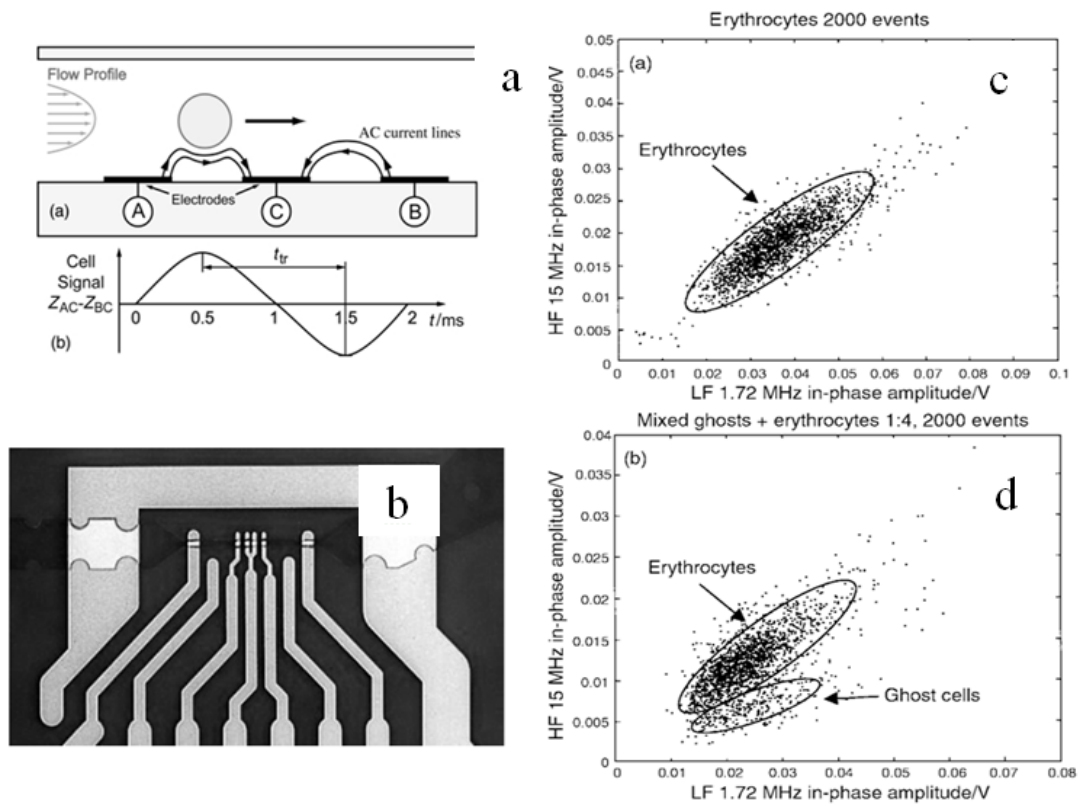 a
Flow Profile
AC current lines
Electrodes
(a)
A
C
B
Cell
Signal
Z_AC-Z_BC
t_tr
0
0.5
1
1.5
2
t/ms
(b)
b
Erythrocytes 2000 events
(a)
c
Erythrocytes
HF 15 MHz in-phase amplitude/V
0.05
0.045
0.04
0.035
0.03
0.025
0.02
0.015
0.01
0.005
0
0 0.01 0.02 0.03 0.04 0.05 0.06 0.07 0.08 0.09 0.1
LF 1.72 MHz in-phase amplitude/V
Mixed ghosts + erythrocytes 1:4, 2000 events
(b)
d
Erythrocytes
Ghost cells
HF 15 MHz in-phase amplitude/V
0.04
0.035
0.03
0.025
0.02
0.015
0.01
0.005
0
0 0.01 0.02 0.03 0.04 0.05 0.06 0.07 0.08
LF 1.72 MHz in-phase amplitude/V